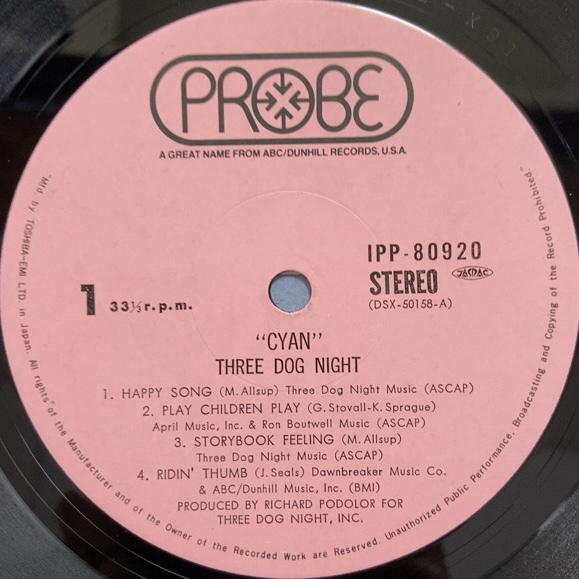 PROBE
A GREAT NAME FROM ABC/DUNHILL RECORDS, U.S.A.
IPP-80920
1 33⅓ r.p.m.
STEREO JASRAC
(DSX-50158-A)
"CYAN"
THREE DOG NIGHT
1. HAPPY SONG (M. Allsup) Three Dog Night Music (ASCAP)
2. PLAY CHILDREN PLAY (G. Stovall-K. Sprague)
April Music, Inc. & Ron Boutwell Music (ASCAP)
3. STORYBOOK FEELING (M. Allsup)
Three Dog Night Music (ASCAP)
4. RIDIN' THUMB (J. Seals) Dawnbreaker Music Co.
& ABC/Dunhill Music, Inc. (BMI)
PRODUCED BY RICHARD PODOLOR FOR
THREE DOG NIGHT, INC.
"Mfd by TOSHIBA-EMI LTD. in Japan. All rights of the Manufacturer and of the Owner of the Recorded Work are Reserved. Unauthorized Public Performance, Broadcasting and Copying of the Record Prohibited."